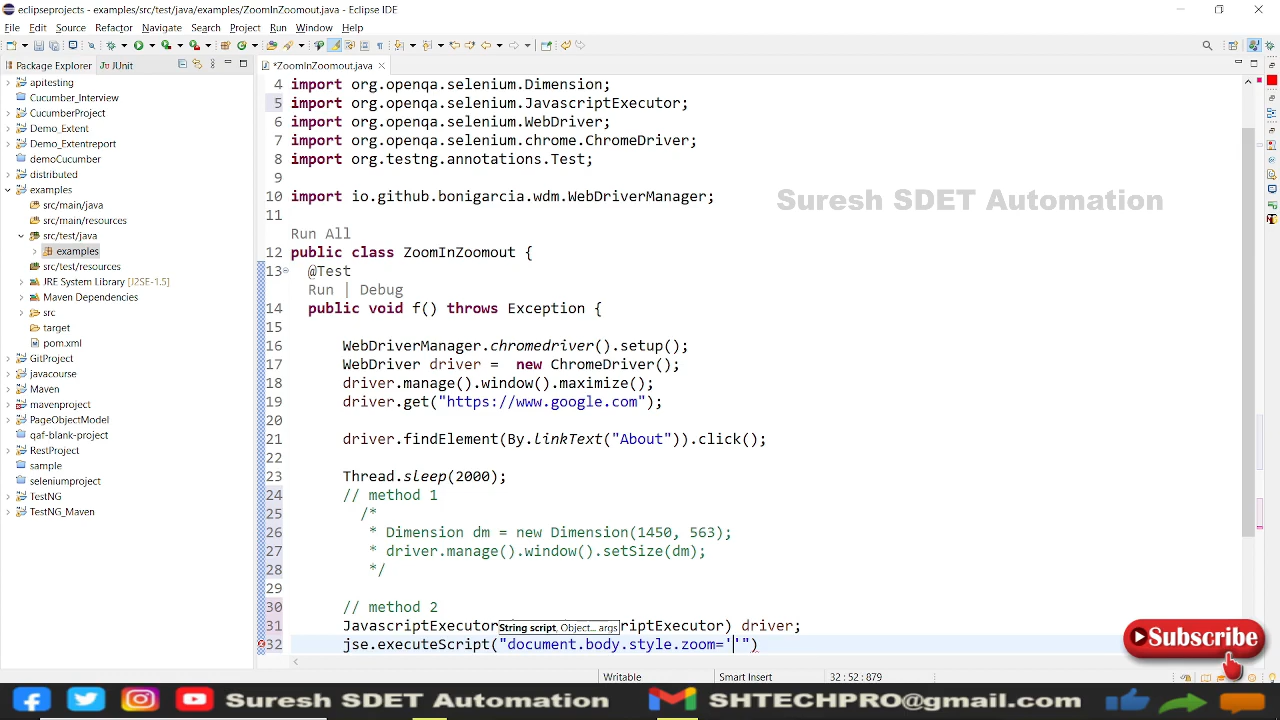 eclipseprojects - examples/src/test/java/examples/ZoomInZoomout.java - Eclipse IDE
File Edit Source Refactor Navigate Search Project Run Window Help
Package Explorer JUnit
apitesting
Cucumber_Interview
CucumberProject
Demo_Extent
Demo_Extentreport
demoCucumber
distributed
examples
src/main/java
src/main/resources
src/test/java
examples
src/test/resources
JRE System Library [J2SE-1.5]
Maven Dependencies
src
target
pom.xml
GitProject
javacourse
Maven
mavenproject
PageObjectModel
qaf-blank-project
RestProject
sample
seleniumproject
TestNG
TestNG_Maven
*ZoomInZoomout.java
4 import org.openqa.selenium.Dimension;
5 import org.openqa.selenium.JavascriptExecutor;
6 import org.openqa.selenium.WebDriver;
7 import org.openqa.selenium.chrome.ChromeDriver;
8 import org.testng.annotations.Test;
9
10 import io.github.bonigarcia.wdm.WebDriverManager;
Suresh SDET Automation
11
Run All
12 public class ZoomInZoomout {
13 @Test
Run | Debug
14 public void f() throws Exception {
15
16 WebDriverManager.chromedriver().setup();
17 WebDriver driver = new ChromeDriver();
18 driver.manage().window().maximize();
19 driver.get("https://www.google.com");
20
21 driver.findElement(By.linkText("About")).click();
22
23 Thread.sleep(2000);
24 // method 1
25 /*
26 * Dimension dm = new Dimension(1450, 563);
27 * driver.manage().window().setSize(dm);
28 */
29
30 // method 2
String script, Object... args
31 JavascriptExecutor riptExecutor) driver;
32 jse.executeScript("document.body.style.zoom=''")
Subscribe
Writable Smart Insert 32 : 52 : 879
Suresh SDET Automation SHTECHPRO@gmail.com